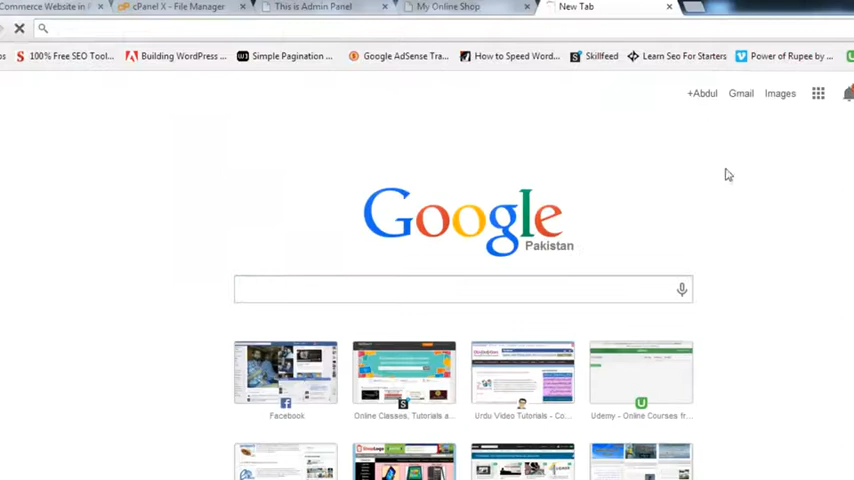 Commerce Website in P
cPanel X - File Manager
This is Admin Panel
My Online Shop
New Tab
100% Free SEO Tool...
Building WordPress ...
Simple Pagination ...
Google AdSense Tra...
How to Speed Word...
Skillfeed
Learn Seo For Starters
Power of Rupee by ...
+Abdul
Gmail
Images
Google
Pakistan
Facebook
Online Classes, Tutorials a...
Urdu Video Tutorials - Co...
Udemy - Online Courses fr...